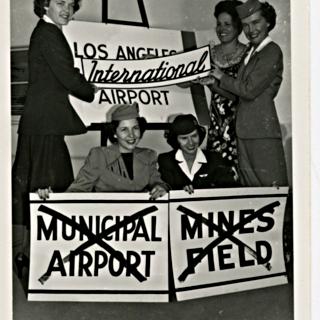 LOS ANGELES
International
AIRPORT
MUNICIPAL
AIRPORT
MINES
FIELD